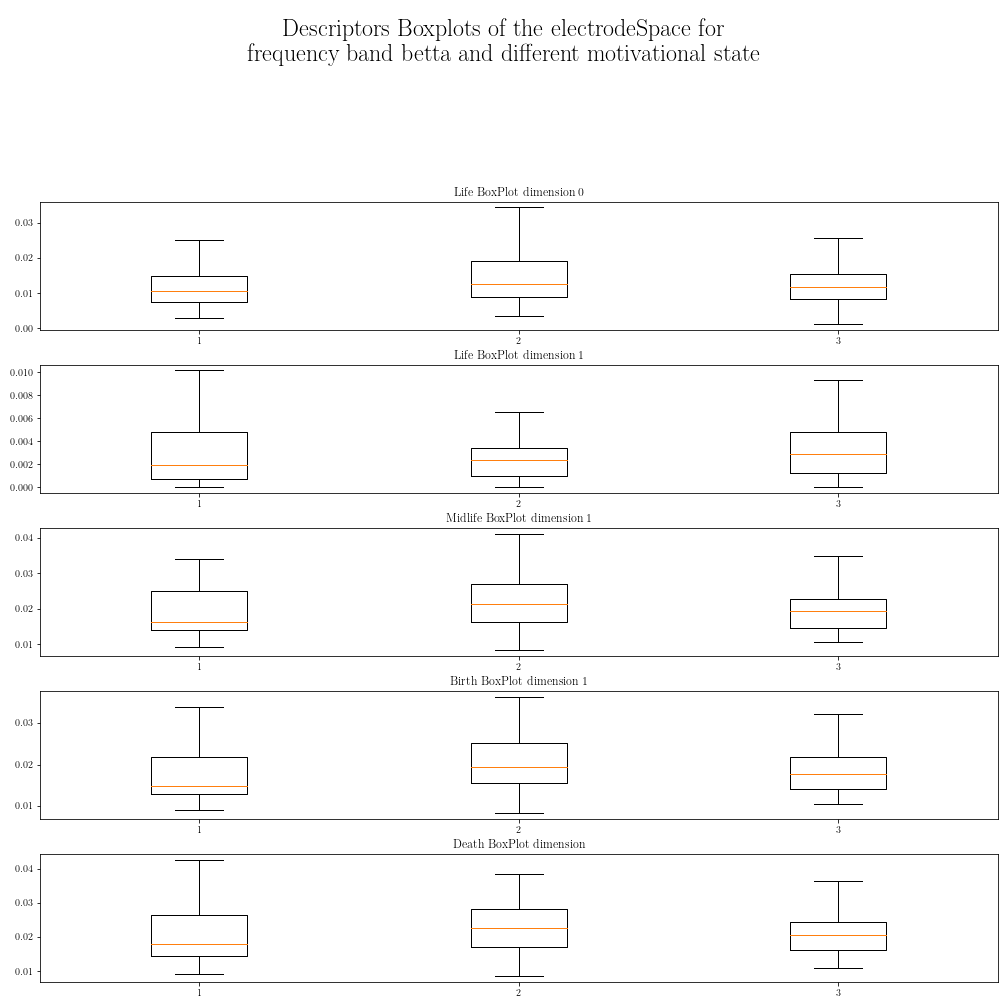 Descriptors Boxplots of the electrodeSpace for
frequency band betta and different motivational state
Life BoxPlot dimension 0
0.03
0.02
0.01
0.00
1 2 3
Life BoxPlot dimension 1
0.010
0.008
0.006
0.004
0.002
0.000
1 2 3
Midlife BoxPlot dimension 1
0.04
0.03
0.02
0.01
1 2 3
Birth BoxPlot dimension 1
0.03
0.02
0.01
1 2 3
Death BoxPlot dimension
0.04
0.03
0.02
0.01
1 2 3